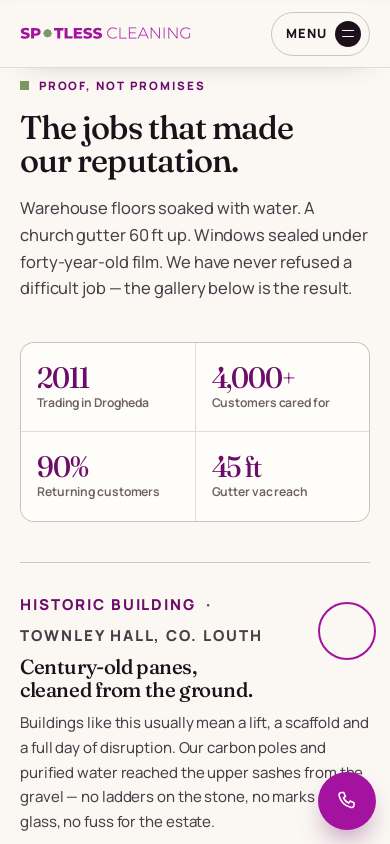 SP●TLESS CLEANING
MENU
PROOF, NOT PROMISES
The jobs that made
our reputation.
Warehouse floors soaked with water. A
church gutter 60 ft up. Windows sealed under
forty-year-old film. We have never refused a
difficult job — the gallery below is the result.
2011
Trading in Drogheda
4,000+
Customers cared for
90%
Returning customers
45 ft
Gutter vac reach
HISTORIC BUILDING ·
TOWNLEY HALL, CO. LOUTH
Century-old panes,
cleaned from the ground.
Buildings like this usually mean a lift, a scaffold and
a full day of disruption. Our carbon poles and
purified water reached the upper sashes from the
gravel — no ladders on the stone, no marks
glass, no fuss for the estate.